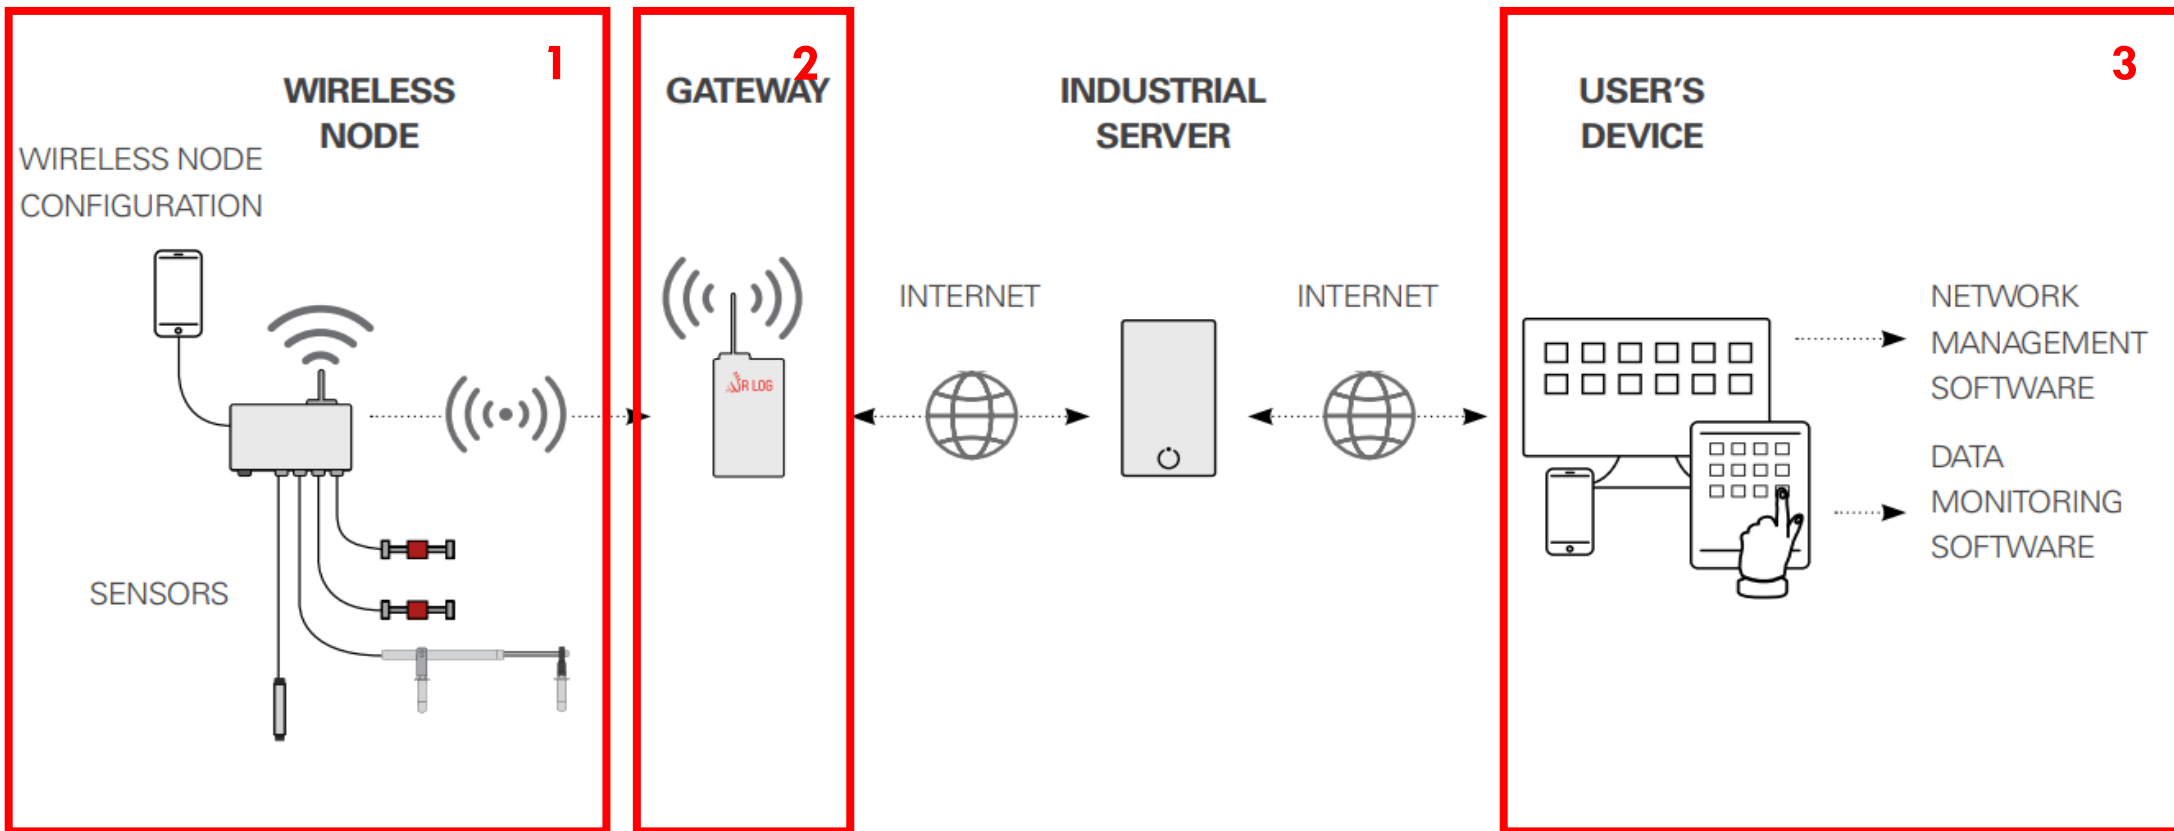 1
WIRELESS
NODE
WIRELESS NODE
CONFIGURATION
SENSORS
2
GATEWAY
AIR LOG
INTERNET
INDUSTRIAL
SERVER
INTERNET
3
USER'S
DEVICE
NETWORK
MANAGEMENT
SOFTWARE
DATA
MONITORING
SOFTWARE